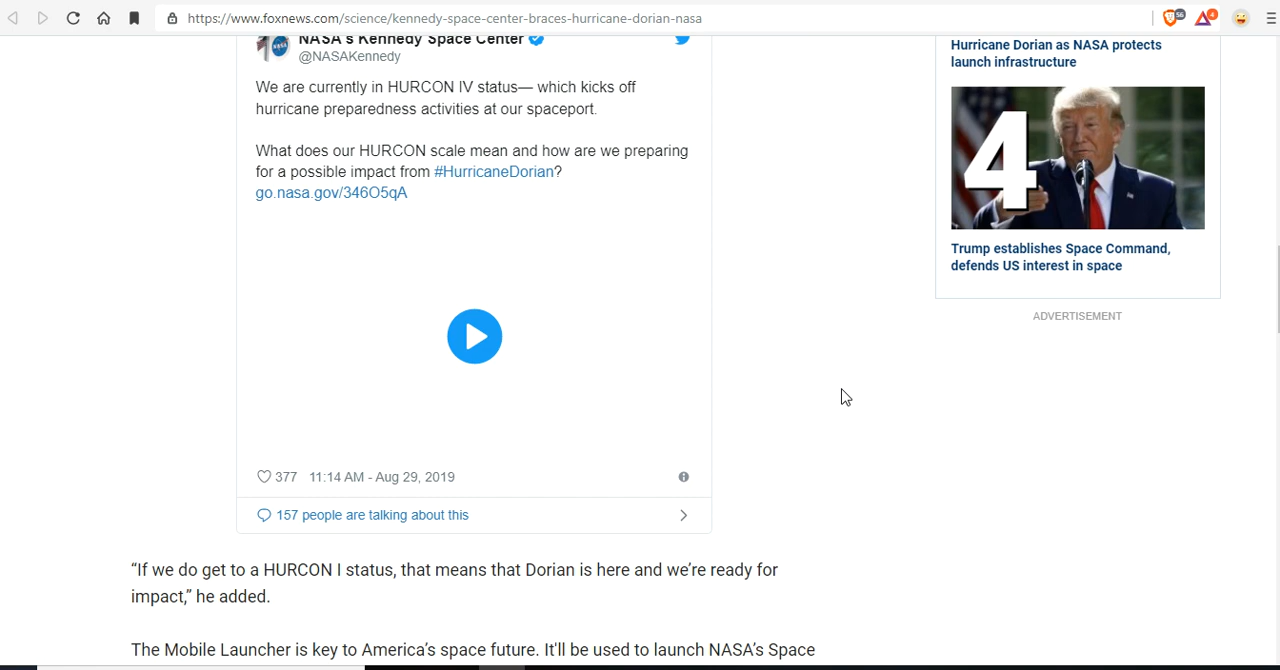 https://www.foxnews.com/science/kennedy-space-center-braces-hurricane-dorian-nasa
56
4
NASA's Kennedy Space Center
@NASAKennedy
We are currently in HURCON IV status— which kicks off
hurricane preparedness activities at our spaceport.
What does our HURCON scale mean and how are we preparing
for a possible impact from #HurricaneDorian?
go.nasa.gov/346O5qA
377 11:14 AM - Aug 29, 2019
157 people are talking about this
“If we do get to a HURCON I status, that means that Dorian is here and we’re ready for
impact,” he added.
The Mobile Launcher is key to America’s space future. It'll be used to launch NASA’s Space
Hurricane Dorian as NASA protects
launch infrastructure
4
Trump establishes Space Command,
defends US interest in space
ADVERTISEMENT